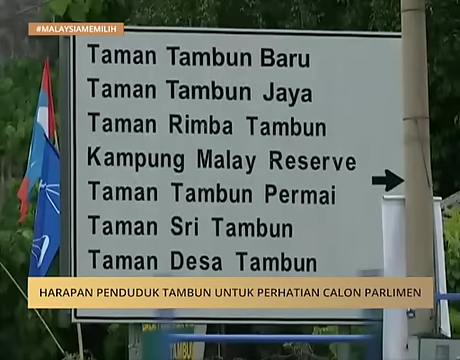 #MALAYSIAMEMILIH
Taman Tambun Baru
Taman Tambun Jaya
Taman Rimba Tambun
Kampung Malay Reserve
Taman Tambun Permai
Taman Sri Tambun
Taman Desa Tambun
HARAPAN PENDUDUK TAMBUN UNTUK PERHATIAN CALON PARLIMEN
TAMBUN